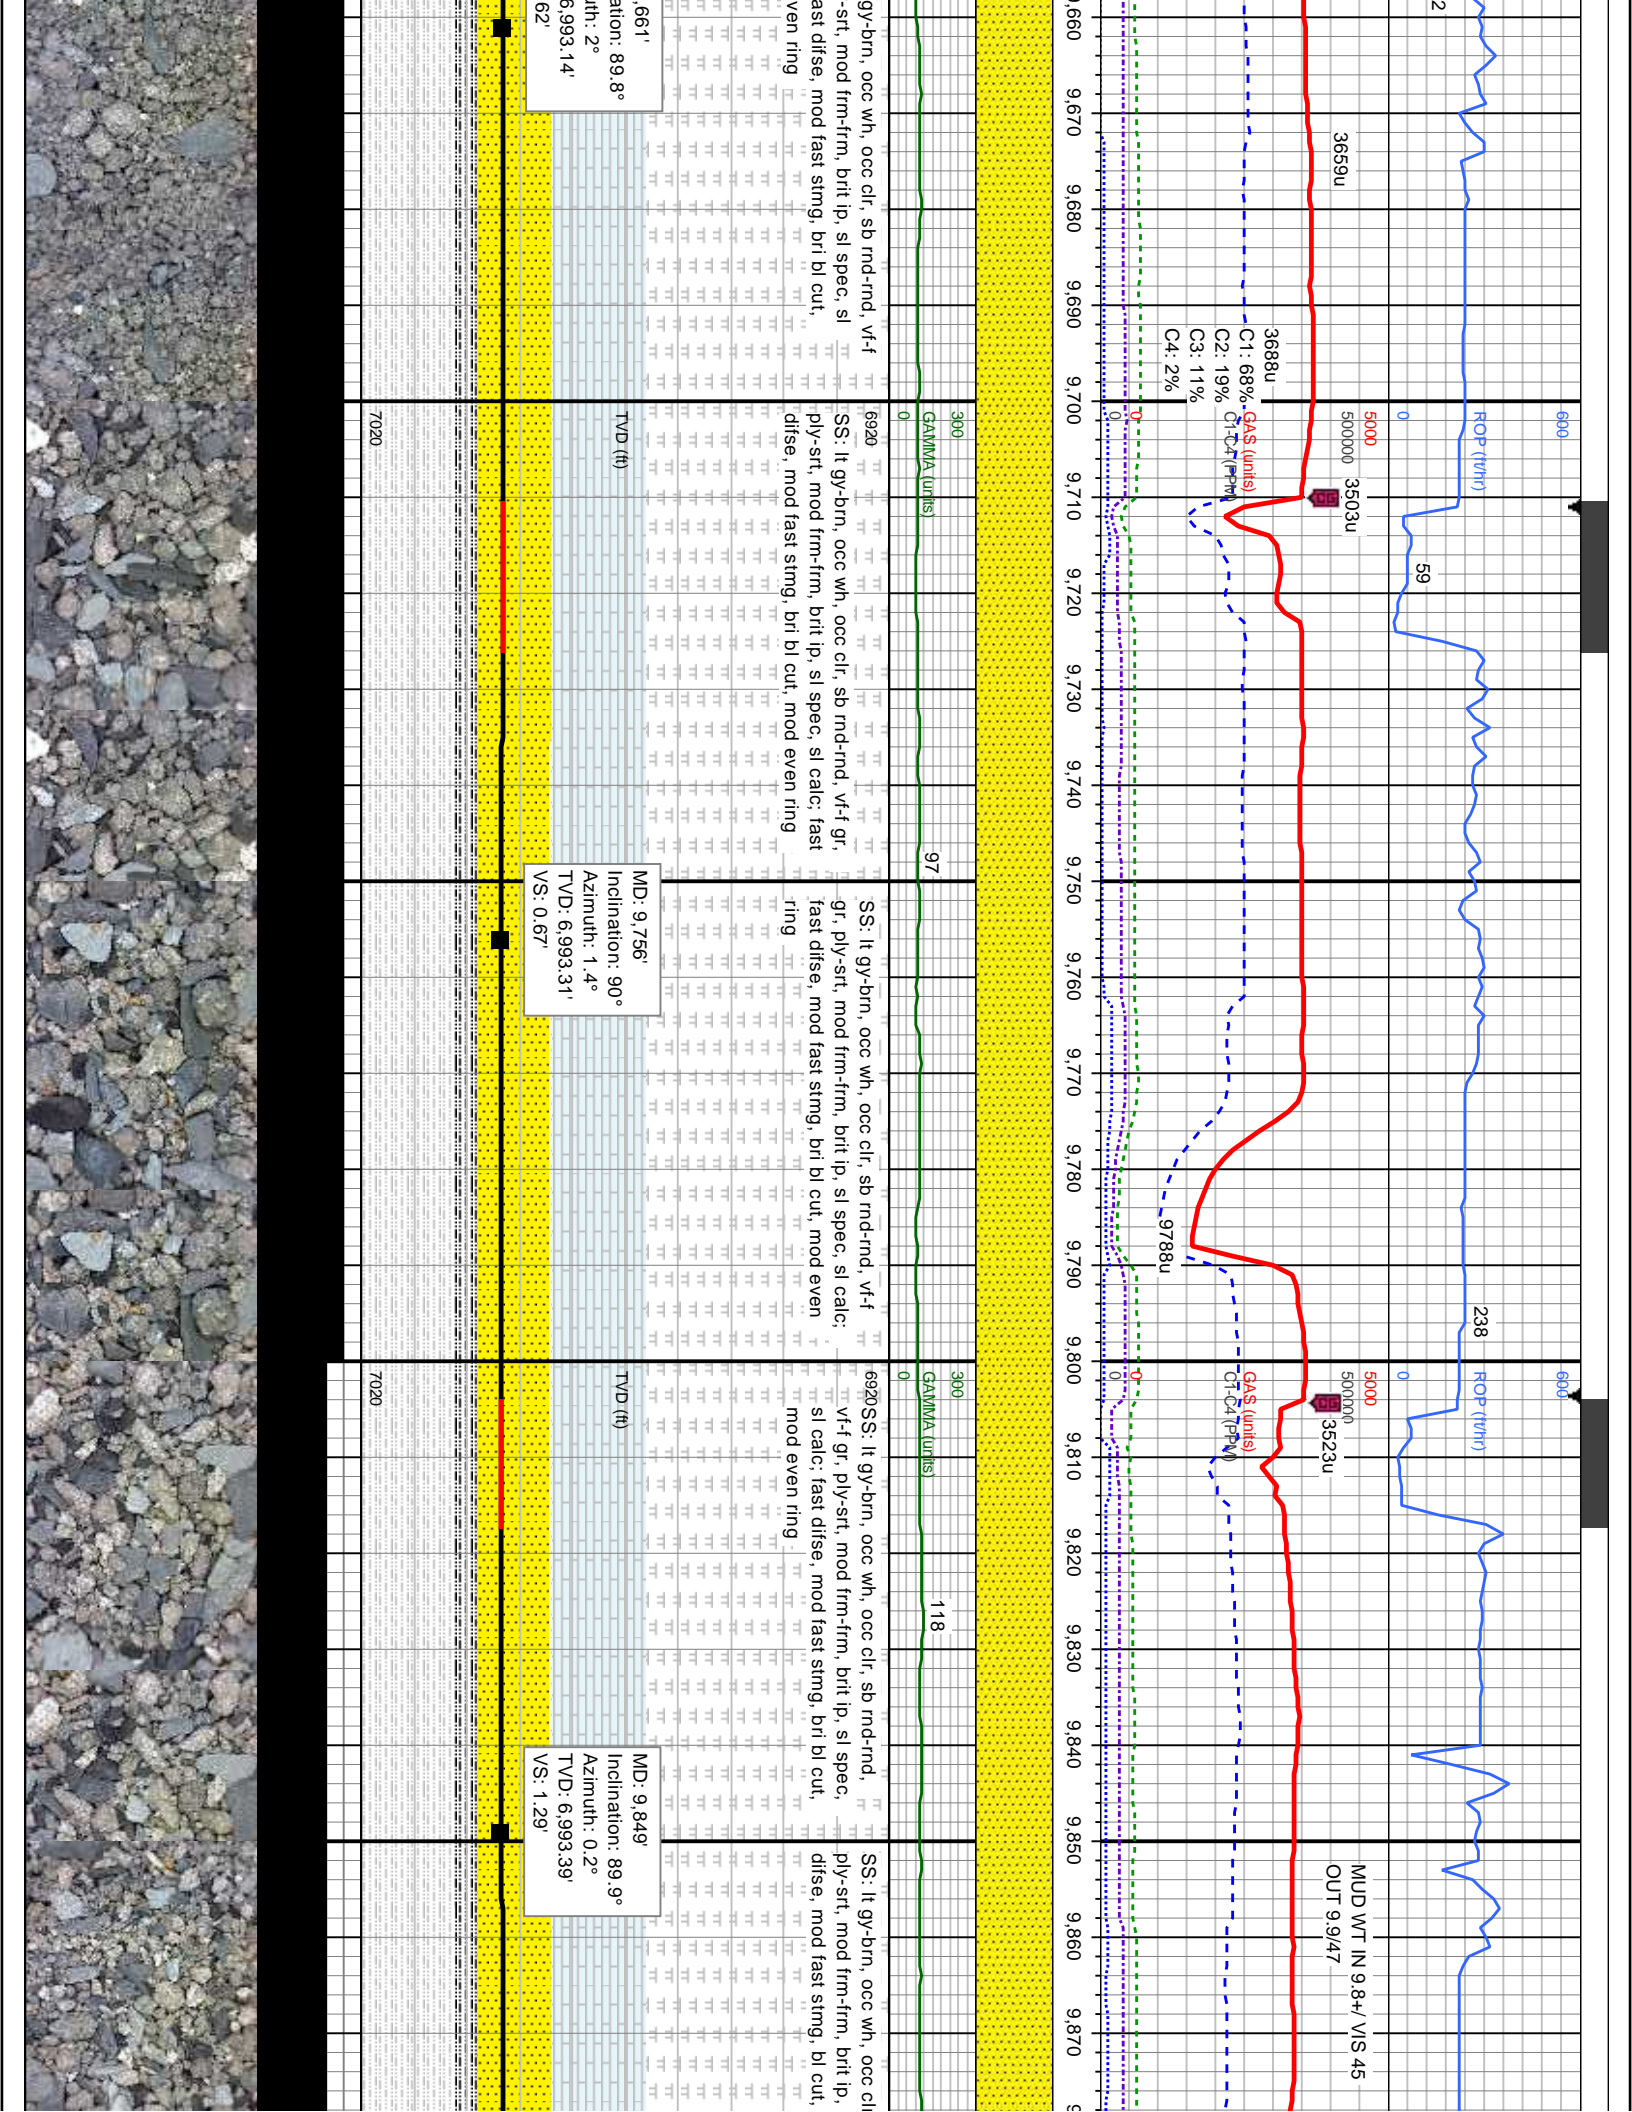 2
600
ROP (ft/hr)
0
59
238
600
ROP (ft/hr)
0
3659u
3688u
C1: 68%
C2: 19%
C3: 11%
C4: 2%
5000
500000
GAS (units)
C1-C4 (PPM)
0
0
3503u
9788u
5000
500000
GAS (units)
C1-C4 (PPM)
0
0
3523u
MUD WT IN 9.8+/ VIS 45
OUT 9.9/47
9,660
9,670
9,680
9,690
9,700
9,710
9,720
9,730
9,740
9,750
9,760
9,770
9,780
9,790
9,800
9,810
9,820
9,830
9,840
9,850
9,860
9,870
300
GAMMA (units)
0
97
300
GAMMA (units)
0
118
gy-brn, occ wh, occ clr, sb rnd-rnd, vf-f
-srt, mod frm-frm, brit ip, sl spec, sl
ast difse, mod fast stmg, bri bl cut,
ven ring
6920
SS: lt gy-brn, occ wh, occ clr, sb rnd-rnd, vf-f gr,
ply-srt, mod frm-frm, brit ip, sl spec, sl calc; fast
difse, mod fast stmg, bri bl cut, mod even ring
SS: lt gy-brn, occ wh, occ clr, sb rnd-rnd, vf-f
gr, ply-srt, mod frm-frm, brit ip, sl spec, sl calc;
fast difse, mod fast stmg, bri bl cut, mod even
ring
6920
SS: lt gy-brn, occ wh, occ clr, sb rnd-rnd,
vf-f gr, ply-srt, mod frm-frm, brit ip, sl spec,
sl calc; fast difse, mod fast stmg, bri bl cut,
mod even ring
SS: lt gy-brn, occ wh, occ clr
ply-srt, mod frm-frm, brit ip,
difse, mod fast stmg, bl cut,
,661'
ation: 89.8°
uth: 2°
6,993.14'
62'
TVD (ft)
7020
MD: 9,756'
Inclination: 90°
Azimuth: 1.4°
TVD: 6,993.31'
VS: 0.67'
TVD (ft)
7020
MD: 9,849'
Inclination: 89.9°
Azimuth: 0.2°
TVD: 6,993.39'
VS: 1.29'